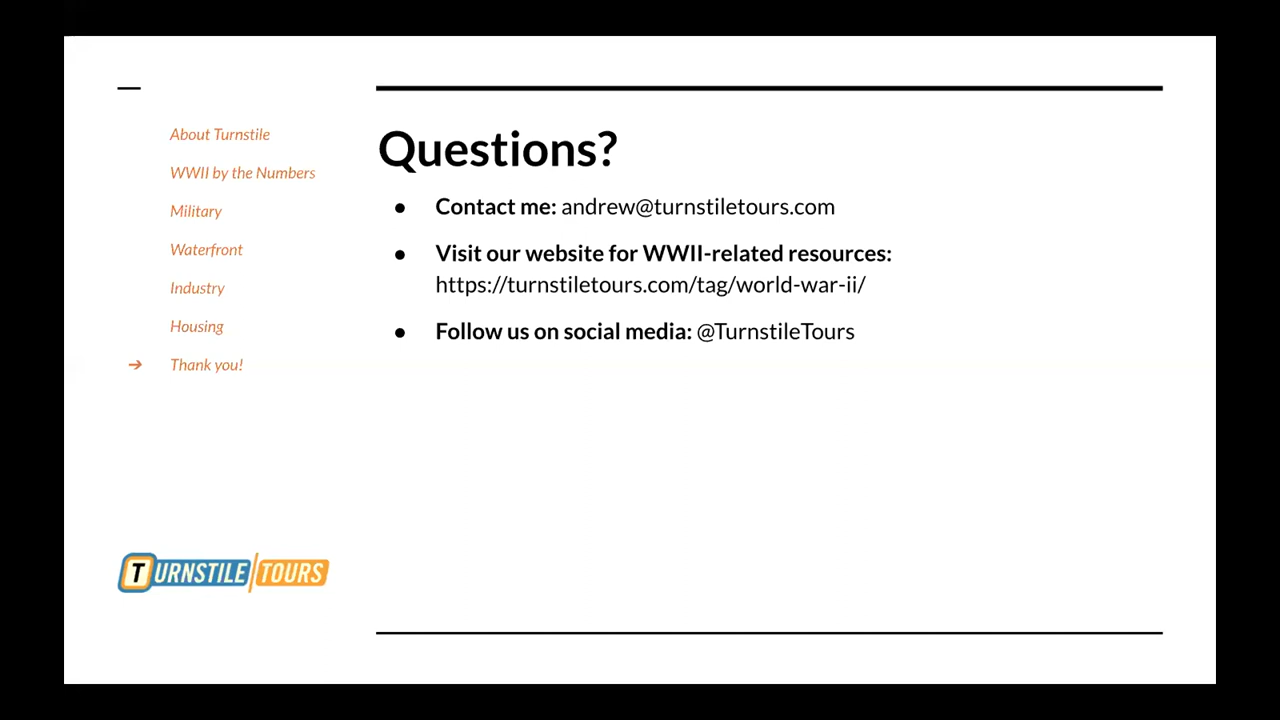 About Turnstile
WWII by the Numbers
Military
Waterfront
Industry
Housing
➔ Thank you!
Questions?
● Contact me: andrew@turnstiletours.com
● Visit our website for WWII-related resources:
https://turnstiletours.com/tag/world-war-ii/
● Follow us on social media: @TurnstileTours
TURNSTILE TOURS